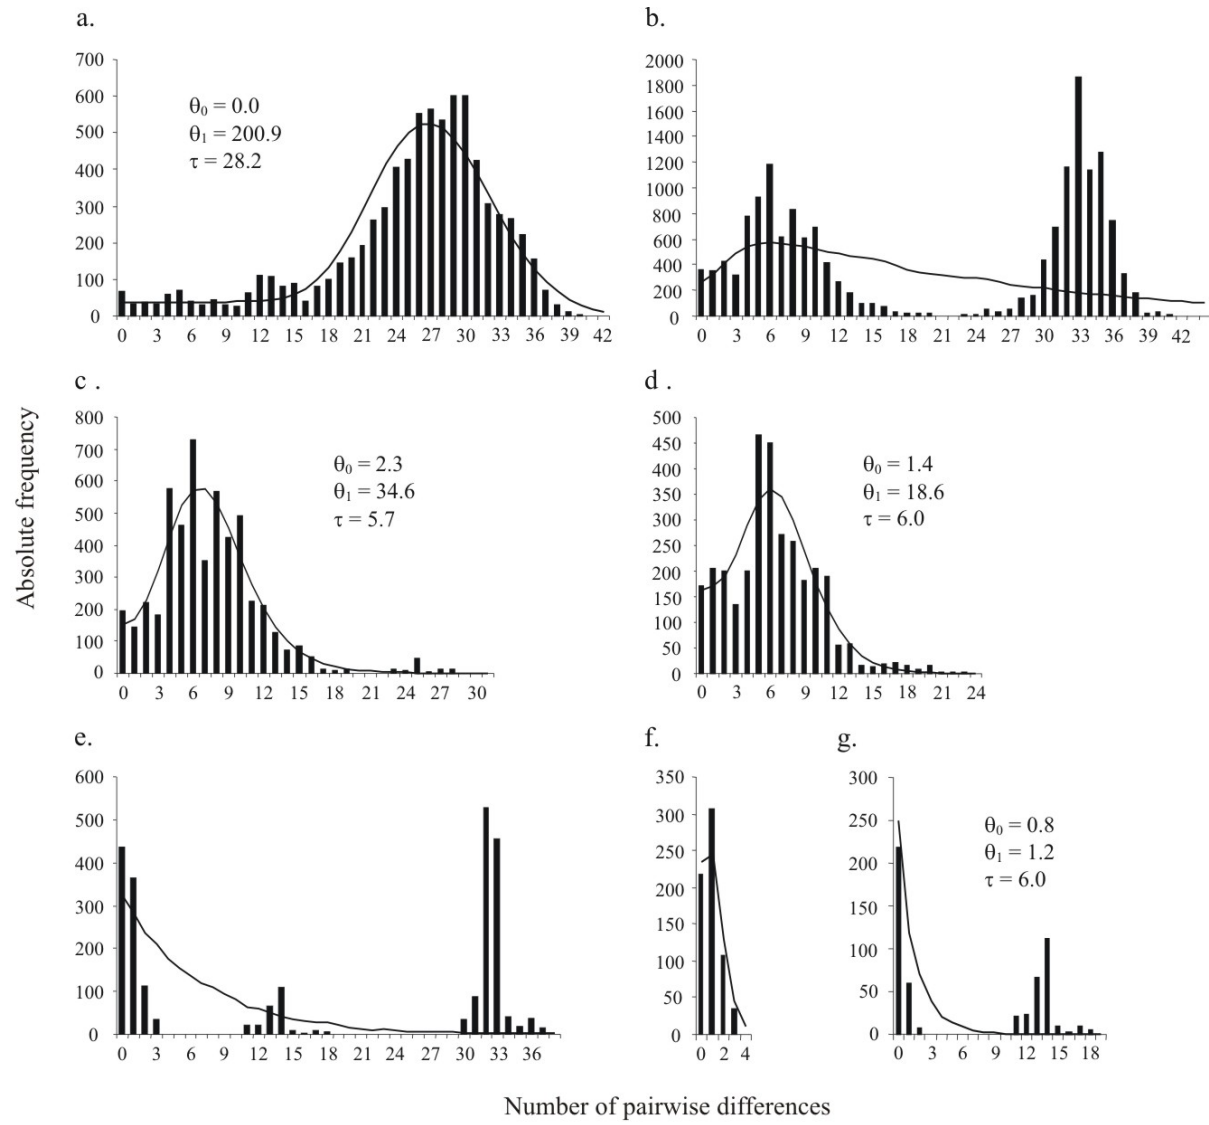 a.
700
600
500
400
300
200
100
0
θ0 = 0.0
θ1 = 200.9
τ = 28.2
0 3 6 9 12 15 18 21 24 27 30 33 36 39 42
b.
2000
1800
1600
1400
1200
1000
800
600
400
200
0
0 3 6 9 12 15 18 21 24 27 30 33 36 39 42
c .
800
700
600
500
400
300
200
100
0
θ0 = 2.3
θ1 = 34.6
τ = 5.7
0 3 6 9 12 15 18 21 24 27 30
d .
500
450
400
350
300
250
200
150
100
50
0
θ0 = 1.4
θ1 = 18.6
τ = 6.0
0 3 6 9 12 15 18 21 24
Absolute frequency
e.
600
500
400
300
200
100
0
0 3 6 9 12 15 18 21 24 27 30 33 36
f.
350
300
250
200
150
100
50
0
0 2 4
g.
300
250
200
150
100
50
0
θ0 = 0.8
θ1 = 1.2
τ = 6.0
0 3 6 9 12 15 18
Number of pairwise differences